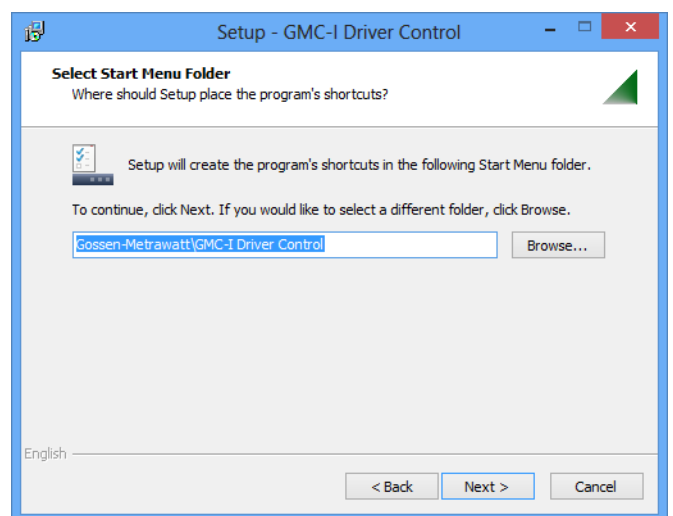 Setup - GMC-I Driver Control
Select Start Menu Folder
Where should Setup place the program's shortcuts?
Setup will create the program's shortcuts in the following Start Menu folder.
To continue, click Next. If you would like to select a different folder, click Browse.
Gossen-Metrawatt\GMC-I Driver Control
Browse...
English
< Back
Next >
Cancel